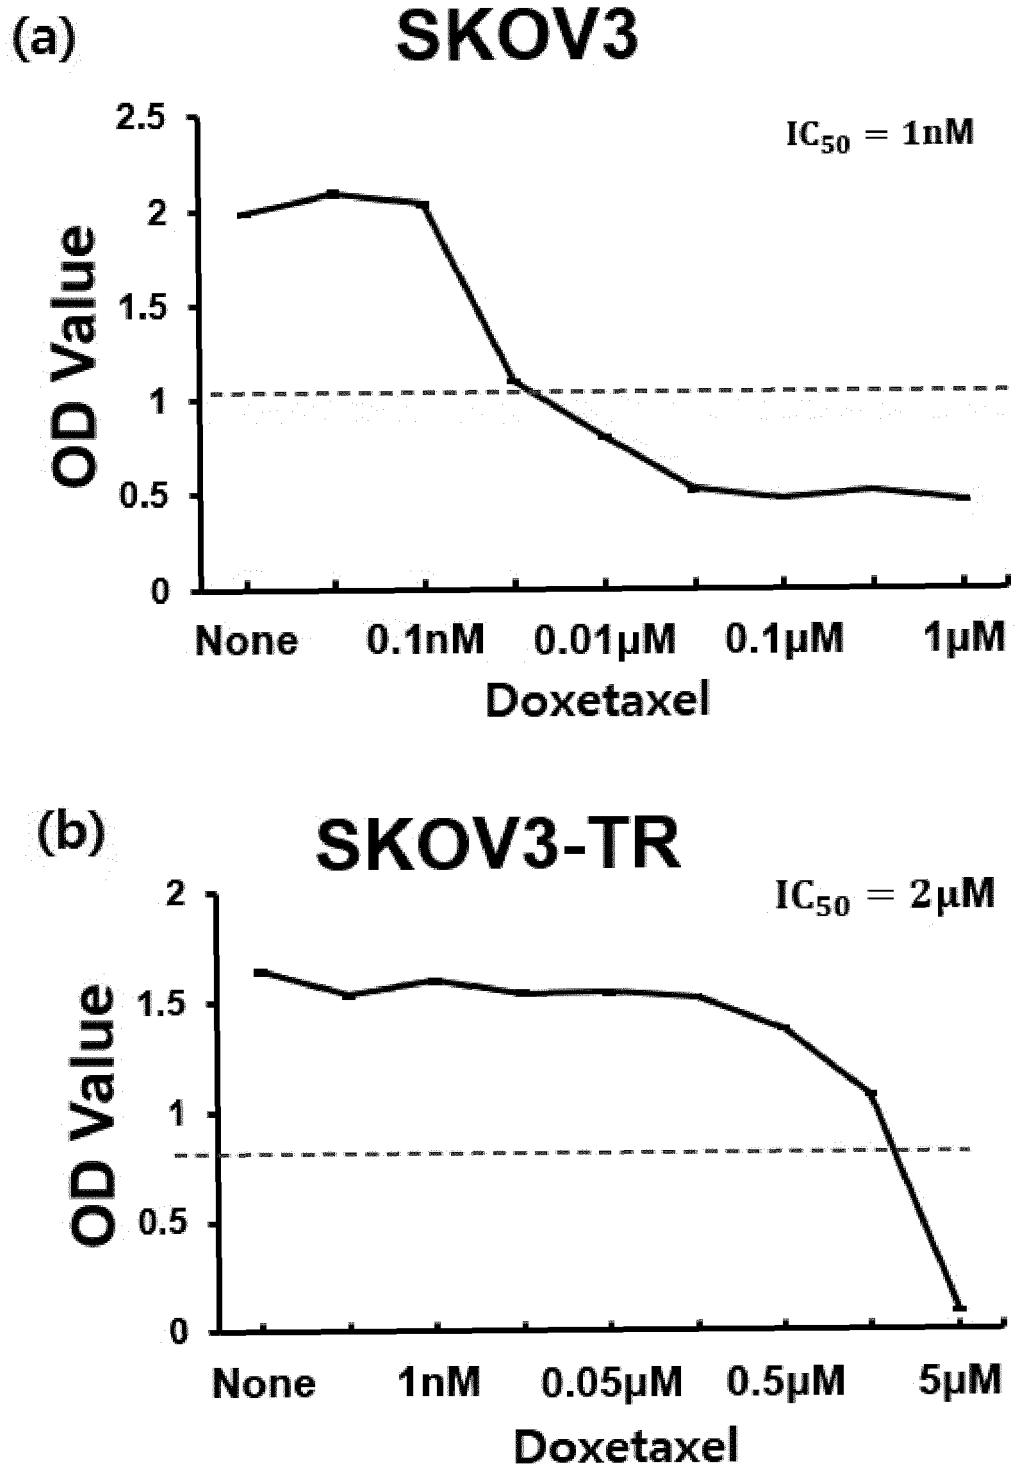 (a)
SKOV3
IC50 = 1nM
2.5
2
1.5
1
0.5
0
OD Value
None 0.1nM 0.01μM 0.1μM 1μM
Doxetaxel
(b)
SKOV3-TR
IC50 = 2μM
2
1.5
1
0.5
0
OD Value
None 1nM 0.05μM 0.5μM 5μM
Doxetaxel